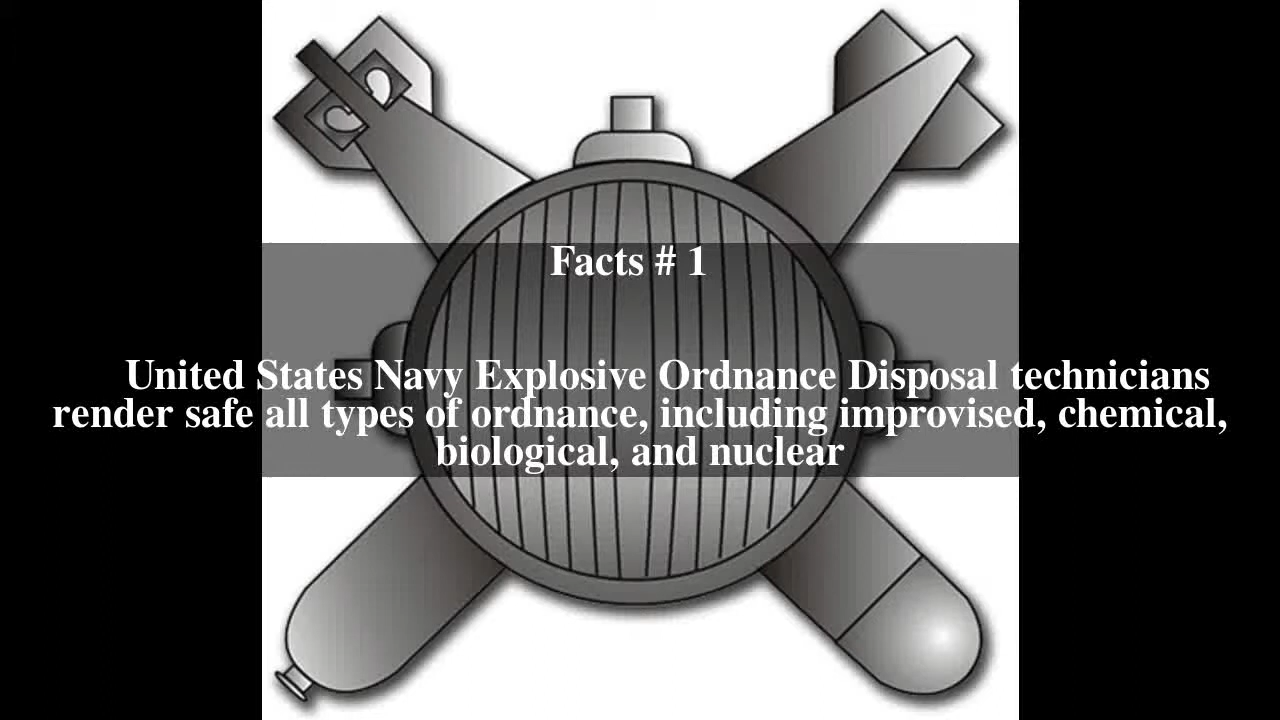 Facts # 1
United States Navy Explosive Ordnance Disposal technicians
render safe all types of ordnance, including improvised, chemical,
biological, and nuclear